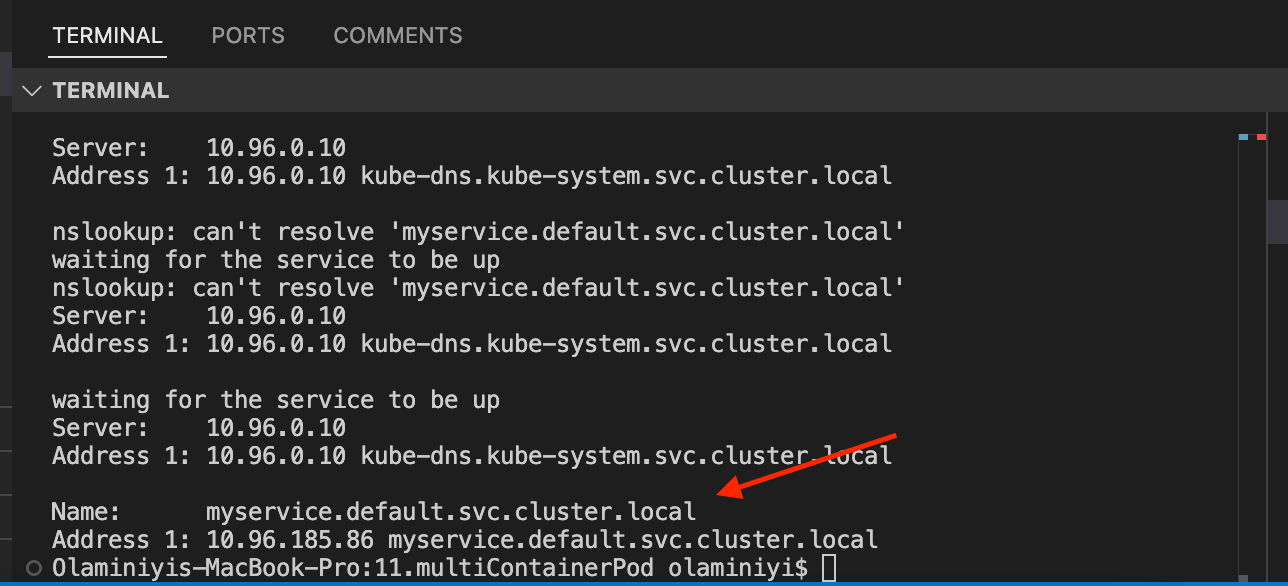 TERMINAL PORTS COMMENTS
TERMINAL
Server: 10.96.0.10
Address 1: 10.96.0.10 kube-dns.kube-system.svc.cluster.local
nslookup: can't resolve 'myservice.default.svc.cluster.local'
waiting for the service to be up
nslookup: can't resolve 'myservice.default.svc.cluster.local'
Server: 10.96.0.10
Address 1: 10.96.0.10 kube-dns.kube-system.svc.cluster.local
waiting for the service to be up
Server: 10.96.0.10
Address 1: 10.96.0.10 kube-dns.kube-system.svc.cluster.local
Name: myservice.default.svc.cluster.local
Address 1: 10.96.185.86 myservice.default.svc.cluster.local
Olaminiyis-MacBook-Pro:11.multiContainerPod olaminiyi$